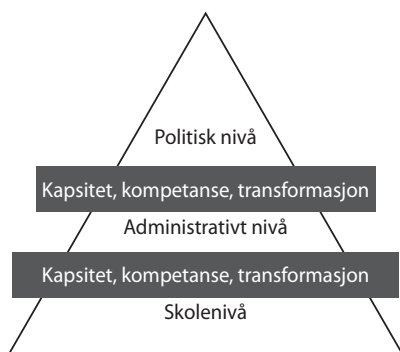 Politisk nivå
Kapsitet, kompetanse, transformasjon
Administrativt nivå
Kapsitet, kompetanse, transformasjon
Skolenivå